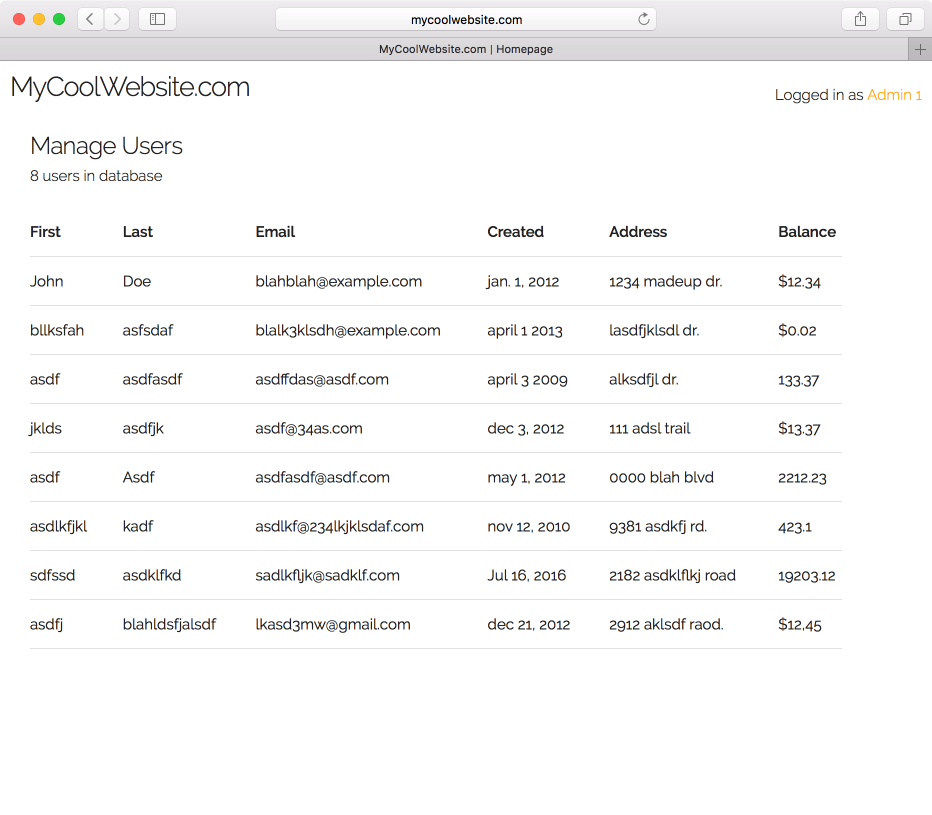 mycoolwebsite.com
MyCoolWebsite.com | Homepage
MyCoolWebsite.com
Logged in as Admin 1
Manage Users
8 users in database
First Last Email Created Address Balance
John Doe blahblah@example.com jan. 1, 2012 1234 madeup dr. $12.34
bllksfah asfsdaf blalk3klsdh@example.com april 1 2013 lasdfjklsdl dr. $0.02
asdf asdfasdf asdffdas@asdf.com april 3 2009 alksdfjl dr. 133.37
jklds asdfjk asdf@34as.com dec 3, 2012 111 adsl trail $13.37
asdf Asdf asdfasdf@asdf.com may 1, 2012 0000 blah blvd 2212.23
asdlkfjkl kadf asdlkf@234lkjklsdaf.com nov 12, 2010 9381 asdkfj rd. 423.1
sdfssd asdklfkd sadlkfljk@sadklf.com Jul 16, 2016 2182 asdklflkj road 19203.12
asdfj blahldsfjalsdf lkasd3mw@gmail.com dec 21, 2012 2912 aklsdf raod. $12,45